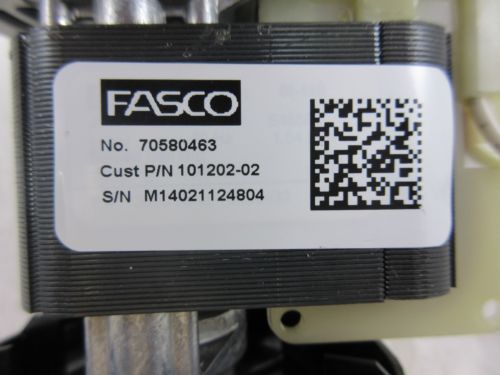 FASCO
No. 70580463
Cust P/N 101202-02
S/N M14021124804